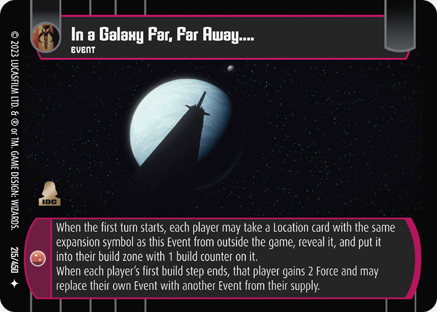 In a Galaxy Far, Far Away....
EVENT
© 2023 LUCASFILM LTD. & ® or TM. GAME DESIGN: WIZARDS.
215/450
IDC
When the first turn starts, each player may take a Location card with the same
expansion symbol as this Event from outside the game, reveal it, and put it
into their build zone with 1 build counter on it.
When each player's first build step ends, that player gains 2 Force and may
replace their own Event with another Event from their supply.